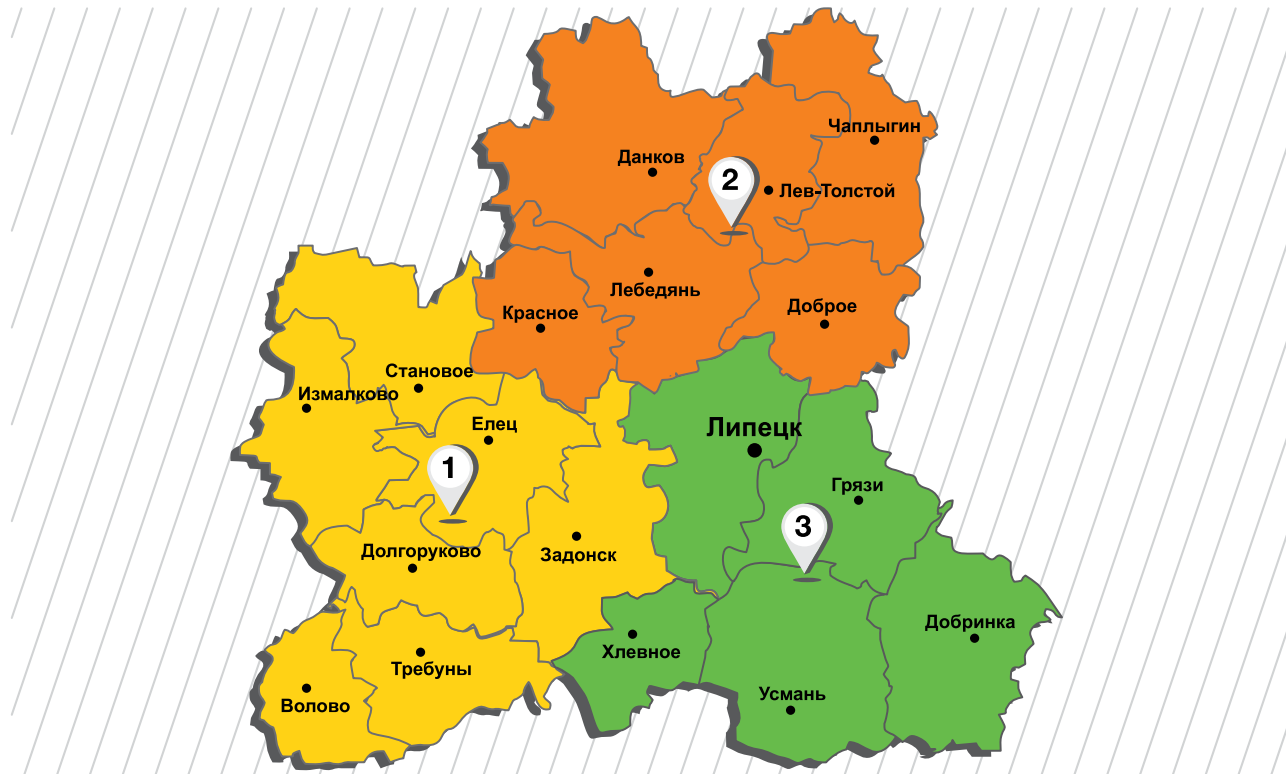 Чаплыгин
Данков
2
Лев-Толстой
Лебедянь
Красное
Доброе
Становое
Измалково
Елец
Липецк
1
Грязи
3
Долгоруково
Задонск
Добринка
Хлевное
Требуны
Усмань
Волово